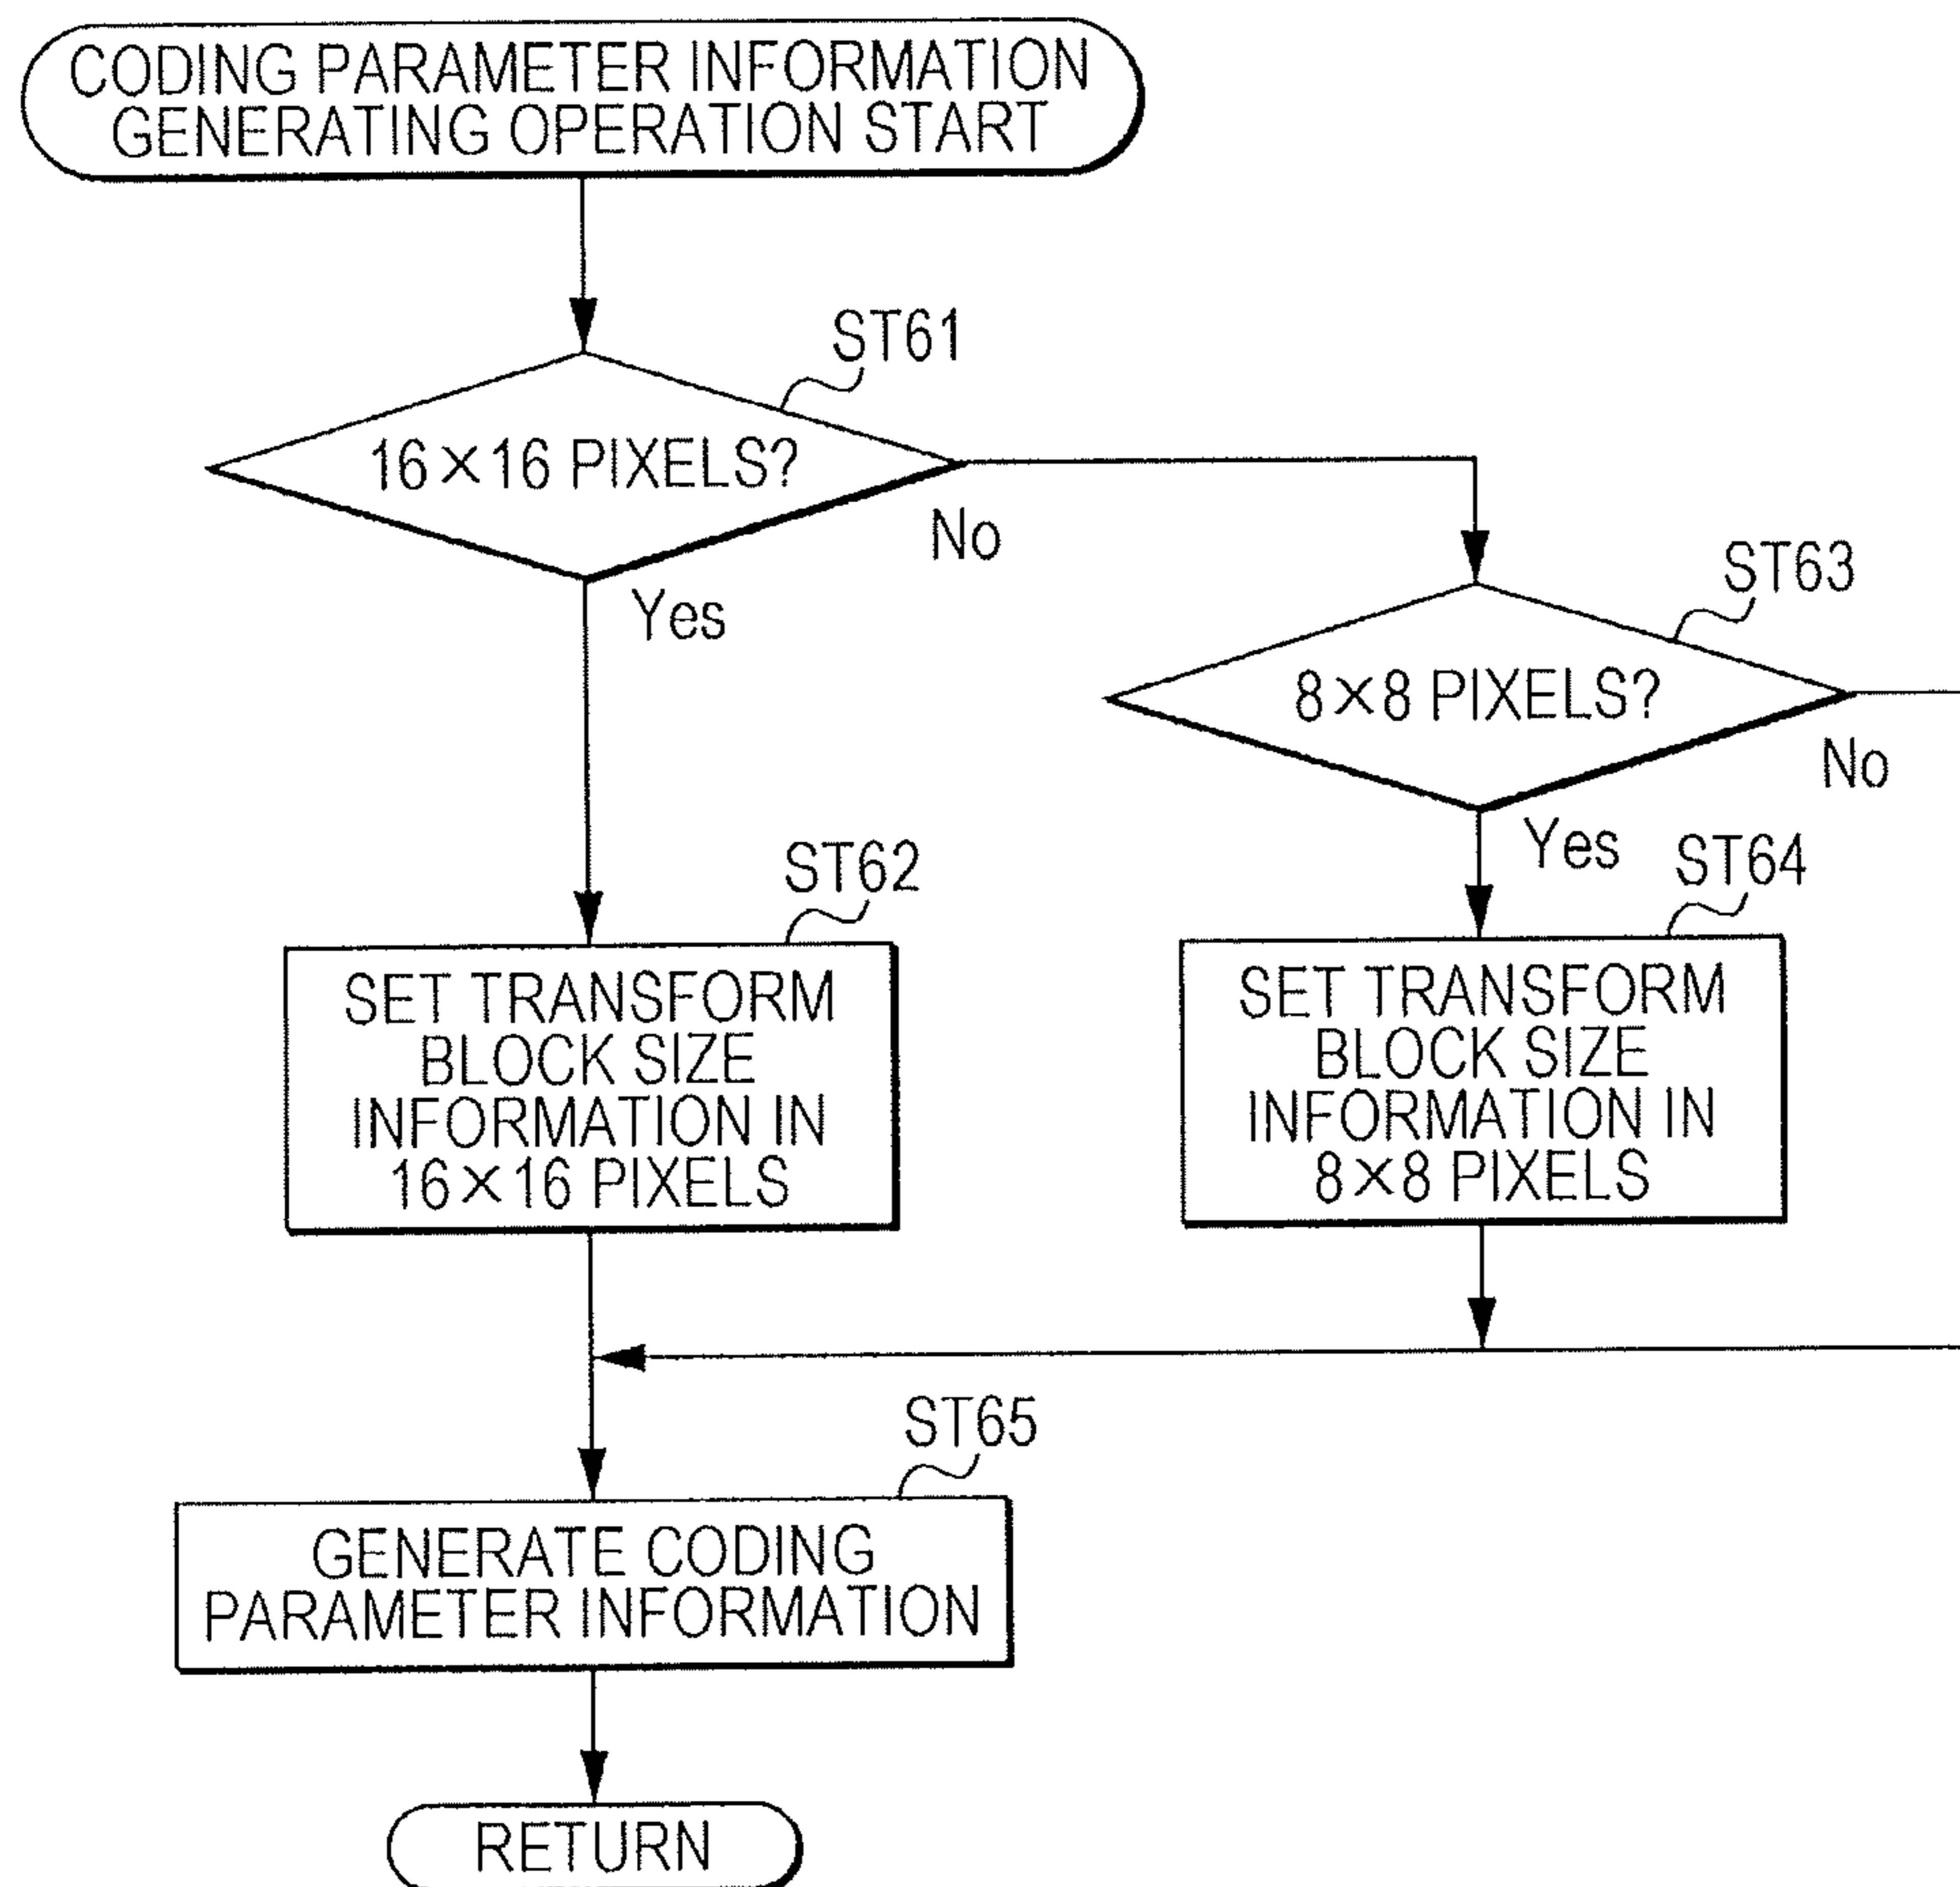 CODING PARAMETER INFORMATION
GENERATING OPERATION START
ST61
16×16 PIXELS?
No
Yes
ST63
8×8 PIXELS?
No
Yes
ST62
SET TRANSFORM
BLOCK SIZE
INFORMATION IN
16×16 PIXELS
ST64
SET TRANSFORM
BLOCK SIZE
INFORMATION IN
8×8 PIXELS
ST65
GENERATE CODING
PARAMETER INFORMATION
RETURN